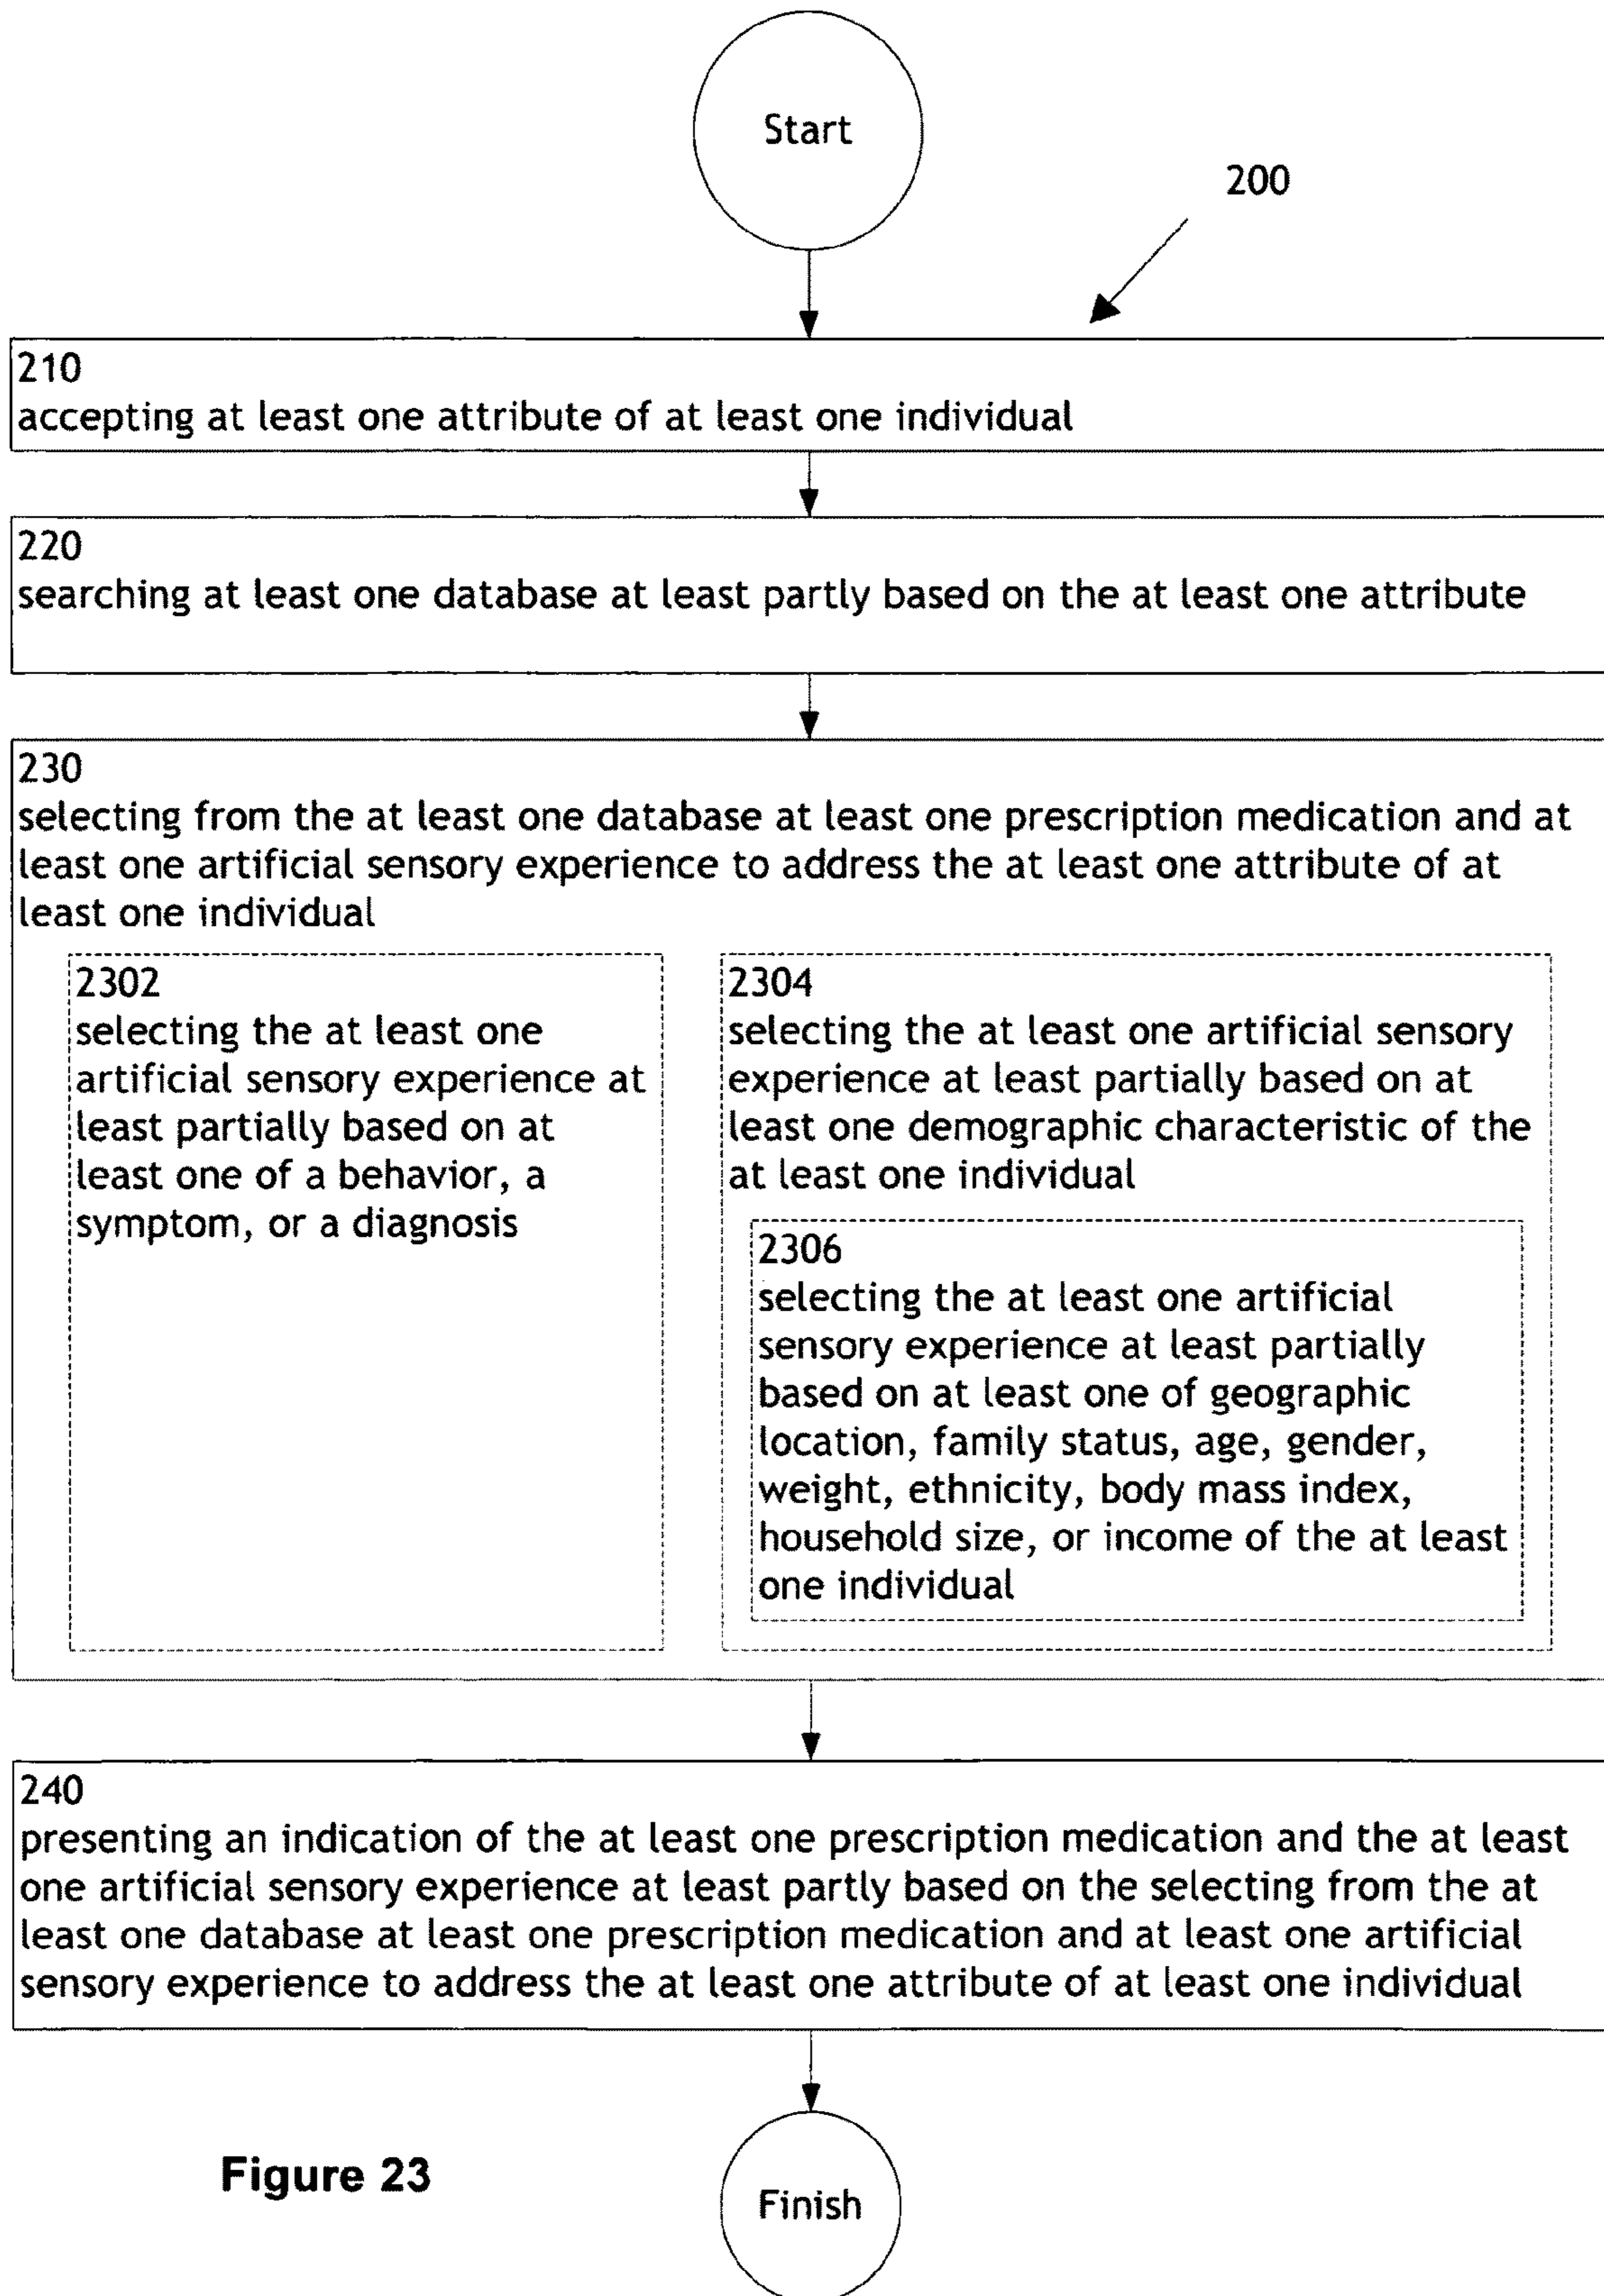 Start
200
210
accepting at least one attribute of at least one individual
220
searching at least one database at least partly based on the at least one attribute
230
selecting from the at least one database at least one prescription medication and at
least one artificial sensory experience to address the at least one attribute of at
least one individual
2302
selecting the at least one
artificial sensory experience at
least partially based on at
least one of a behavior, a
symptom, or a diagnosis
2304
selecting the at least one artificial sensory
experience at least partially based on at
least one demographic characteristic of the
at least one individual
2306
selecting the at least one artificial
sensory experience at least partially
based on at least one of geographic
location, family status, age, gender,
weight, ethnicity, body mass index,
household size, or income of the at least
one individual
240
presenting an indication of the at least one prescription medication and the at least
one artificial sensory experience at least partly based on the selecting from the at
least one database at least one prescription medication and at least one artificial
sensory experience to address the at least one attribute of at least one individual
Figure 23
Finish